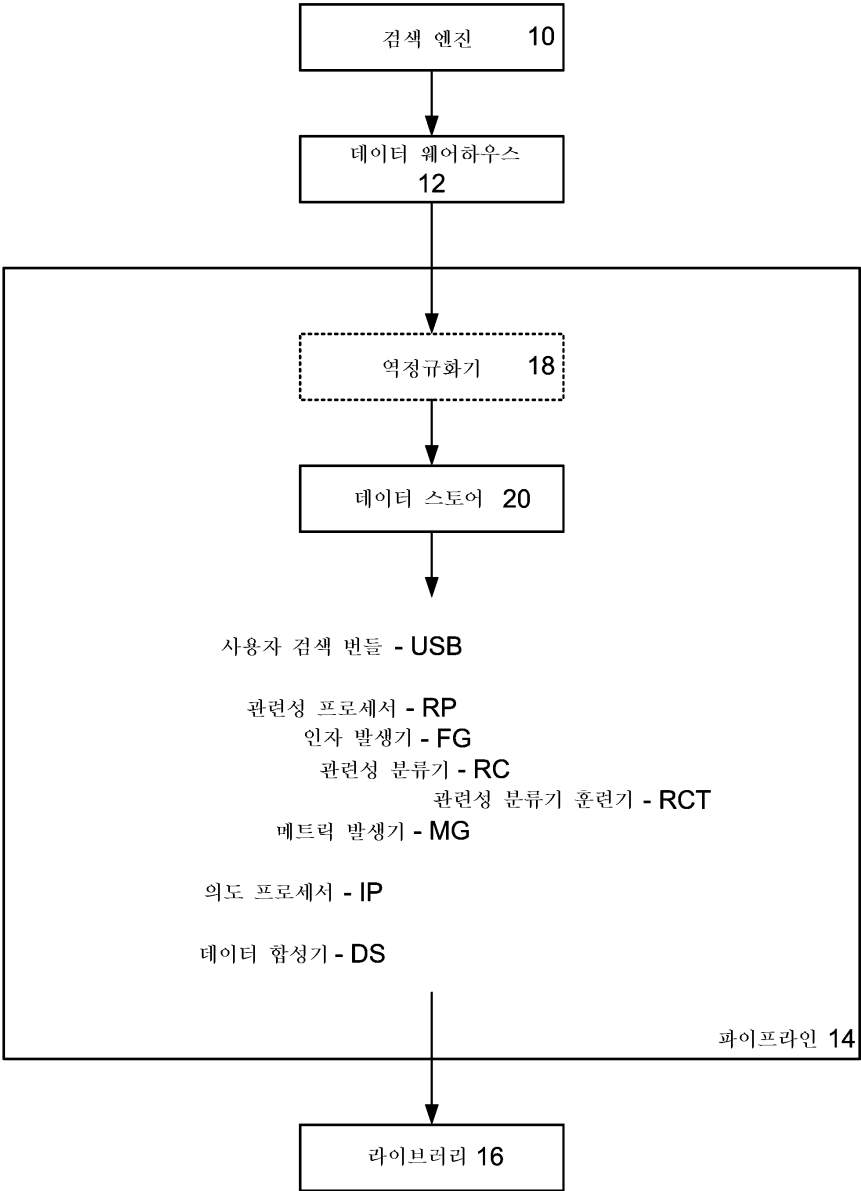 검색 엔진 10
데이터 웨어하우스
12
역정규화기 18
데이터 스토어 20
사용자 검색 번들 - USB
관련성 프로세서 - RP
인자 발생기 - FG
관련성 분류기 - RC
관련성 분류기 훈련기 - RCT
메트릭 발생기 - MG
의도 프로세서 - IP
데이터 합성기 - DS
파이프라인 14
라이브러리 16